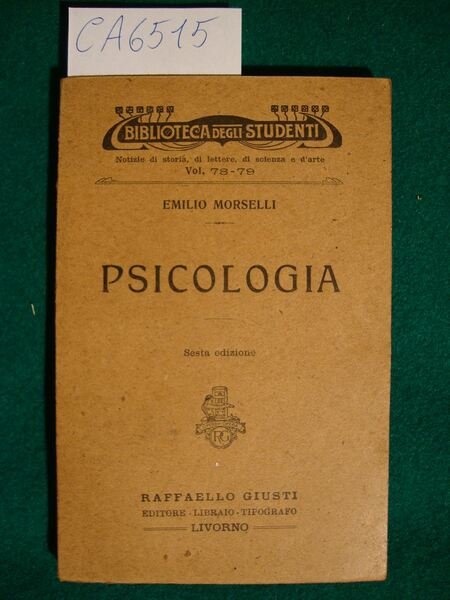 CA6515
BIBLIOTECA DEGLI STUDENTI
Notizie di storia, di lettere, di scienza e d'arte
Vol. 78-79
EMILIO MORSELLI
PSICOLOGIA
Sesta edizione
RG
RAFFAELLO GIUSTI
EDITORE - LIBRAIO - TIPOGRAFO
LIVORNO